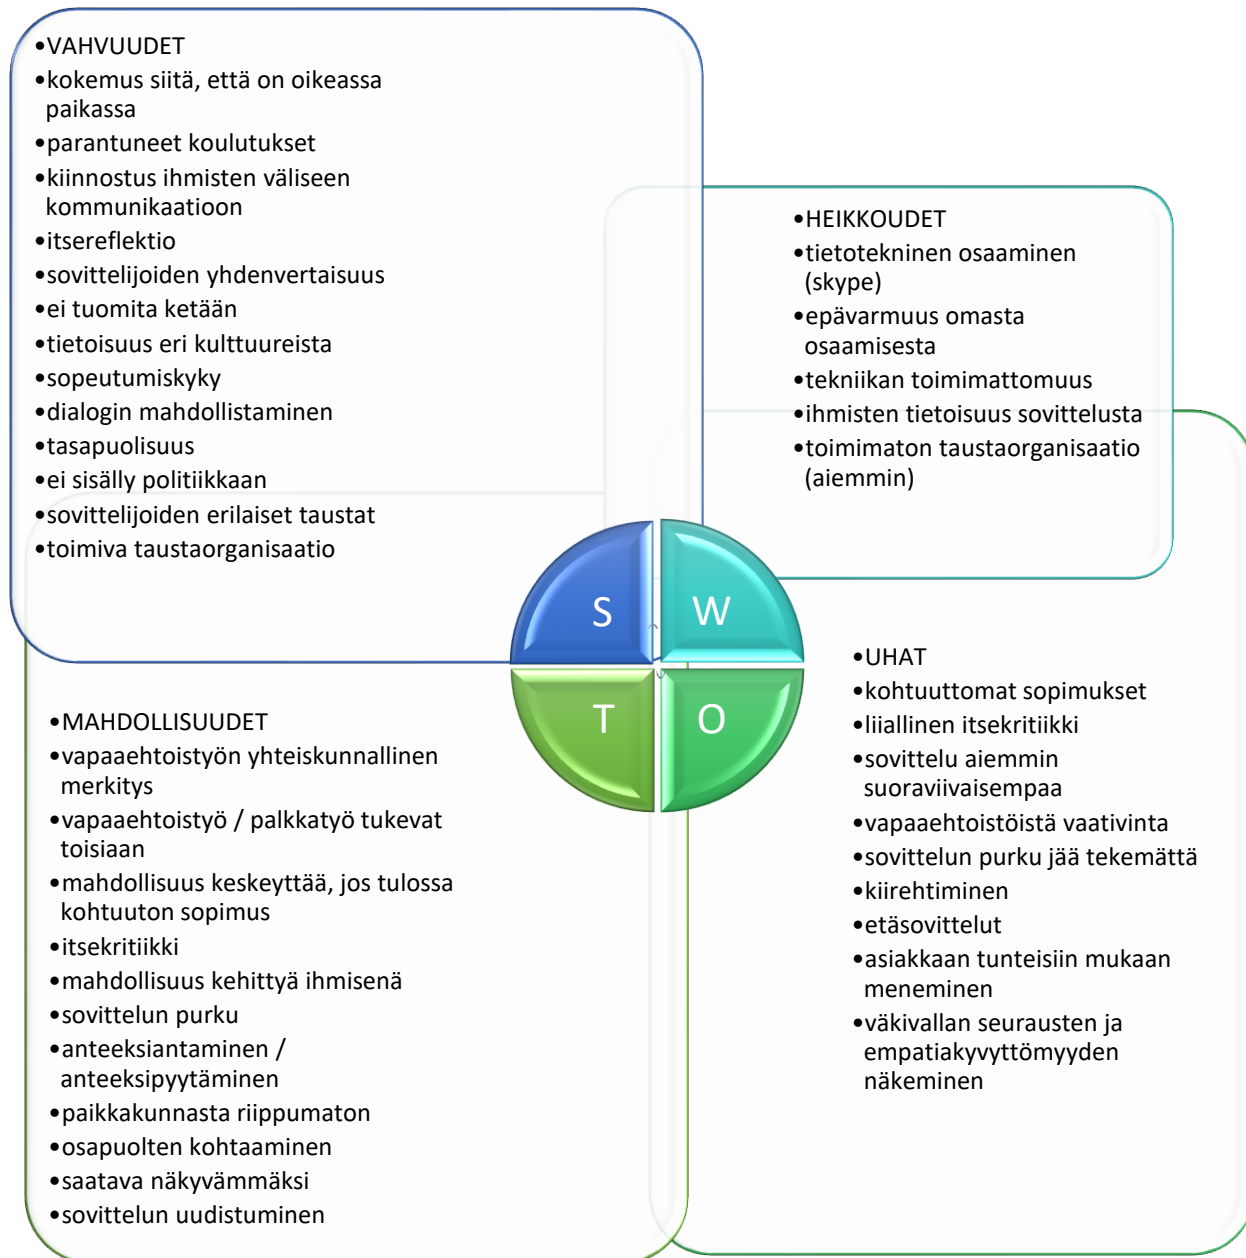 •VAHVUUDET
•kokemus siitä, että on oikeassa
paikassa
•parantuneet koulutukset
•kiinnostus ihmisten väliseen
kommunikaatioon
•itsereflektio
•sovittelijoiden yhdenvertaisuus
•ei tuomita ketään
•tietoisuus eri kulttuureista
•sopeutumiskyky
•dialogin mahdollistaminen
•tasapuolisuus
•ei sisälly politiikkaan
•sovittelijoiden erilaiset taustat
•toimiva taustaorganisaatio
•HEIKKOUDET
•tietotekninen osaaminen
(skype)
•epävarmuus omasta
osaamisesta
•tekniikan toimimattomuus
•ihmisten tietoisuus sovittelusta
•toimimaton taustaorganisaatio
(aiemmin)
S
W
T
O
•MAHDOLLISUUDET
•vapaaehtoistyön yhteiskunnallinen
merkitys
•vapaaehtoistyö / palkkatyö tukevat
toisiaan
•mahdollisuus keskeyttää, jos tulossa
kohtuuton sopimus
•itsekritiikki
•mahdollisuus kehittyä ihmisenä
•sovittelun purku
•anteeksiantaminen /
anteeksipyytäminen
•paikkakunnasta riippumaton
•osapuolten kohtaaminen
•saatava näkyvämmäksi
•sovittelun uudistuminen
•UHAT
•kohtuuttomat sopimukset
•liiallinen itsekritiikki
•sovittelu aiemmin
suoraviivaisempaa
•vapaaehtoistöistä vaativinta
•sovittelun purku jää tekemättä
•kiirehtiminen
•etäsovittelut
•asiakkaan tunteisiin mukaan
meneminen
•väkivallan seurausten ja
empatiakyvyttömyyden
näkeminen